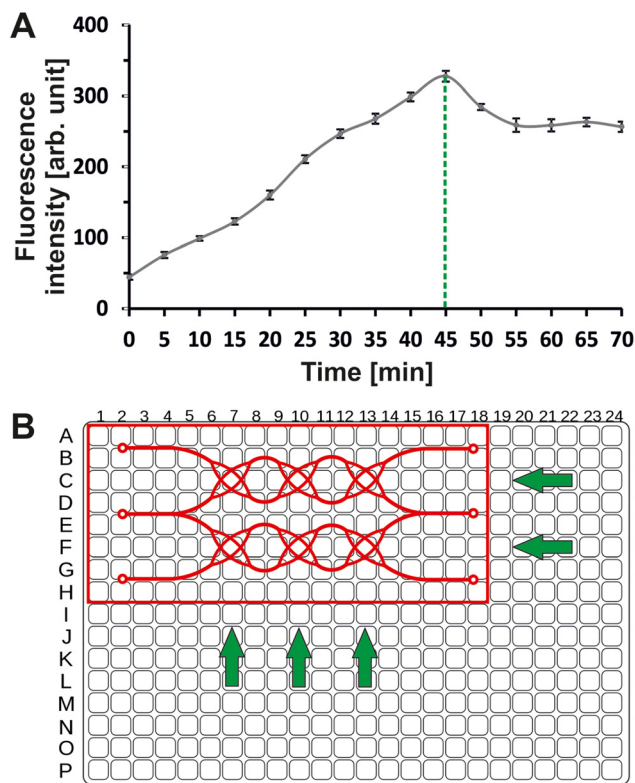 A
Fluorescence
intensity [arb. unit]
400
300
200
100
0
0 5 10 15 20 25 30 35 40 45 50 55 60 65 70
Time [min]
B
1 2 3 4 5 6 7 8 9 10 11 12 13 14 15 16 17 18 19 20 21 22 23 24
A
B
C
D
E
F
G
H
I
J
K
L
M
N
O
P